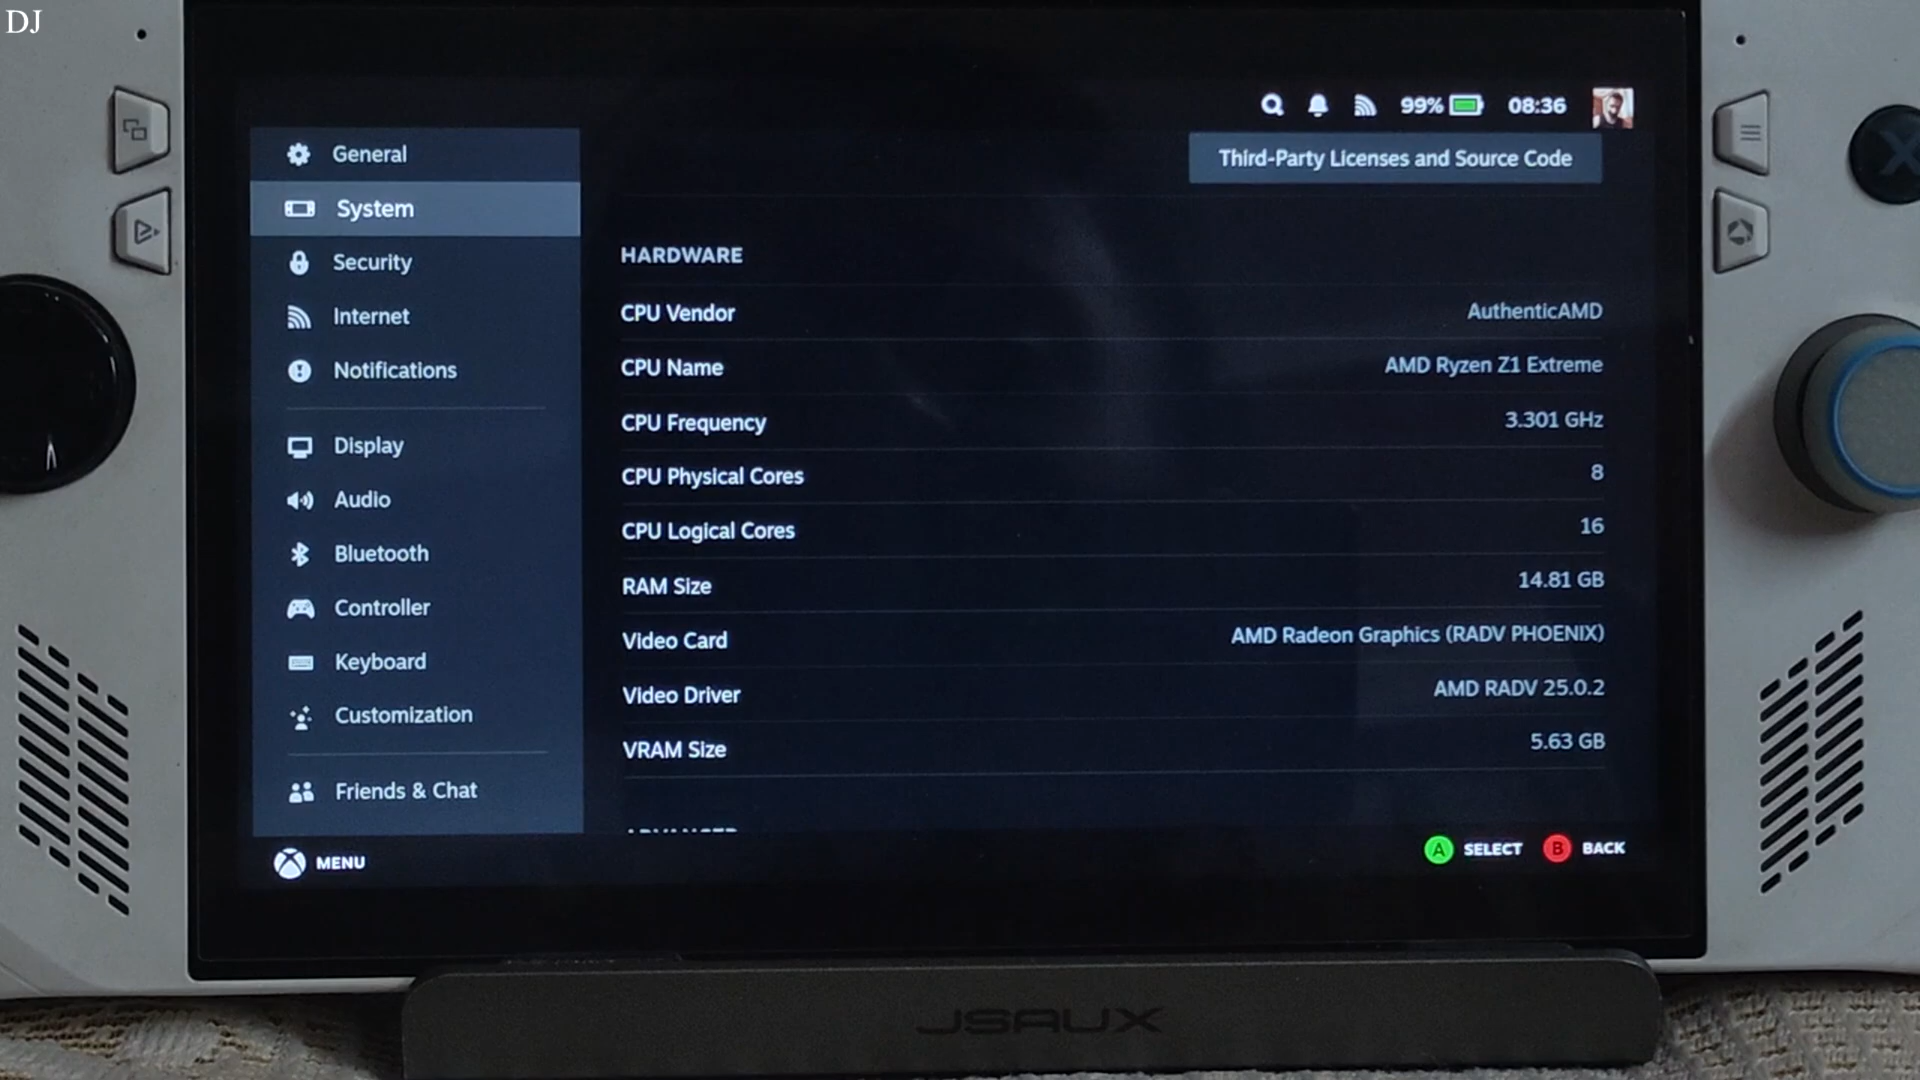 DJ
99% 08:36
General
System
Security
Internet
Notifications
Display
Audio
Bluetooth
Controller
Keyboard
Customization
Friends & Chat
Third-Party Licenses and Source Code
HARDWARE
CPU Vendor AuthenticAMD
CPU Name AMD Ryzen Z1 Extreme
CPU Frequency 3.301 GHz
CPU Physical Cores 8
CPU Logical Cores 16
RAM Size 14.81 GB
Video Card AMD Radeon Graphics (RADV PHOENIX)
Video Driver AMD RADV 25.0.2
VRAM Size 5.63 GB
MENU
A SELECT B BACK
X
JSAUX